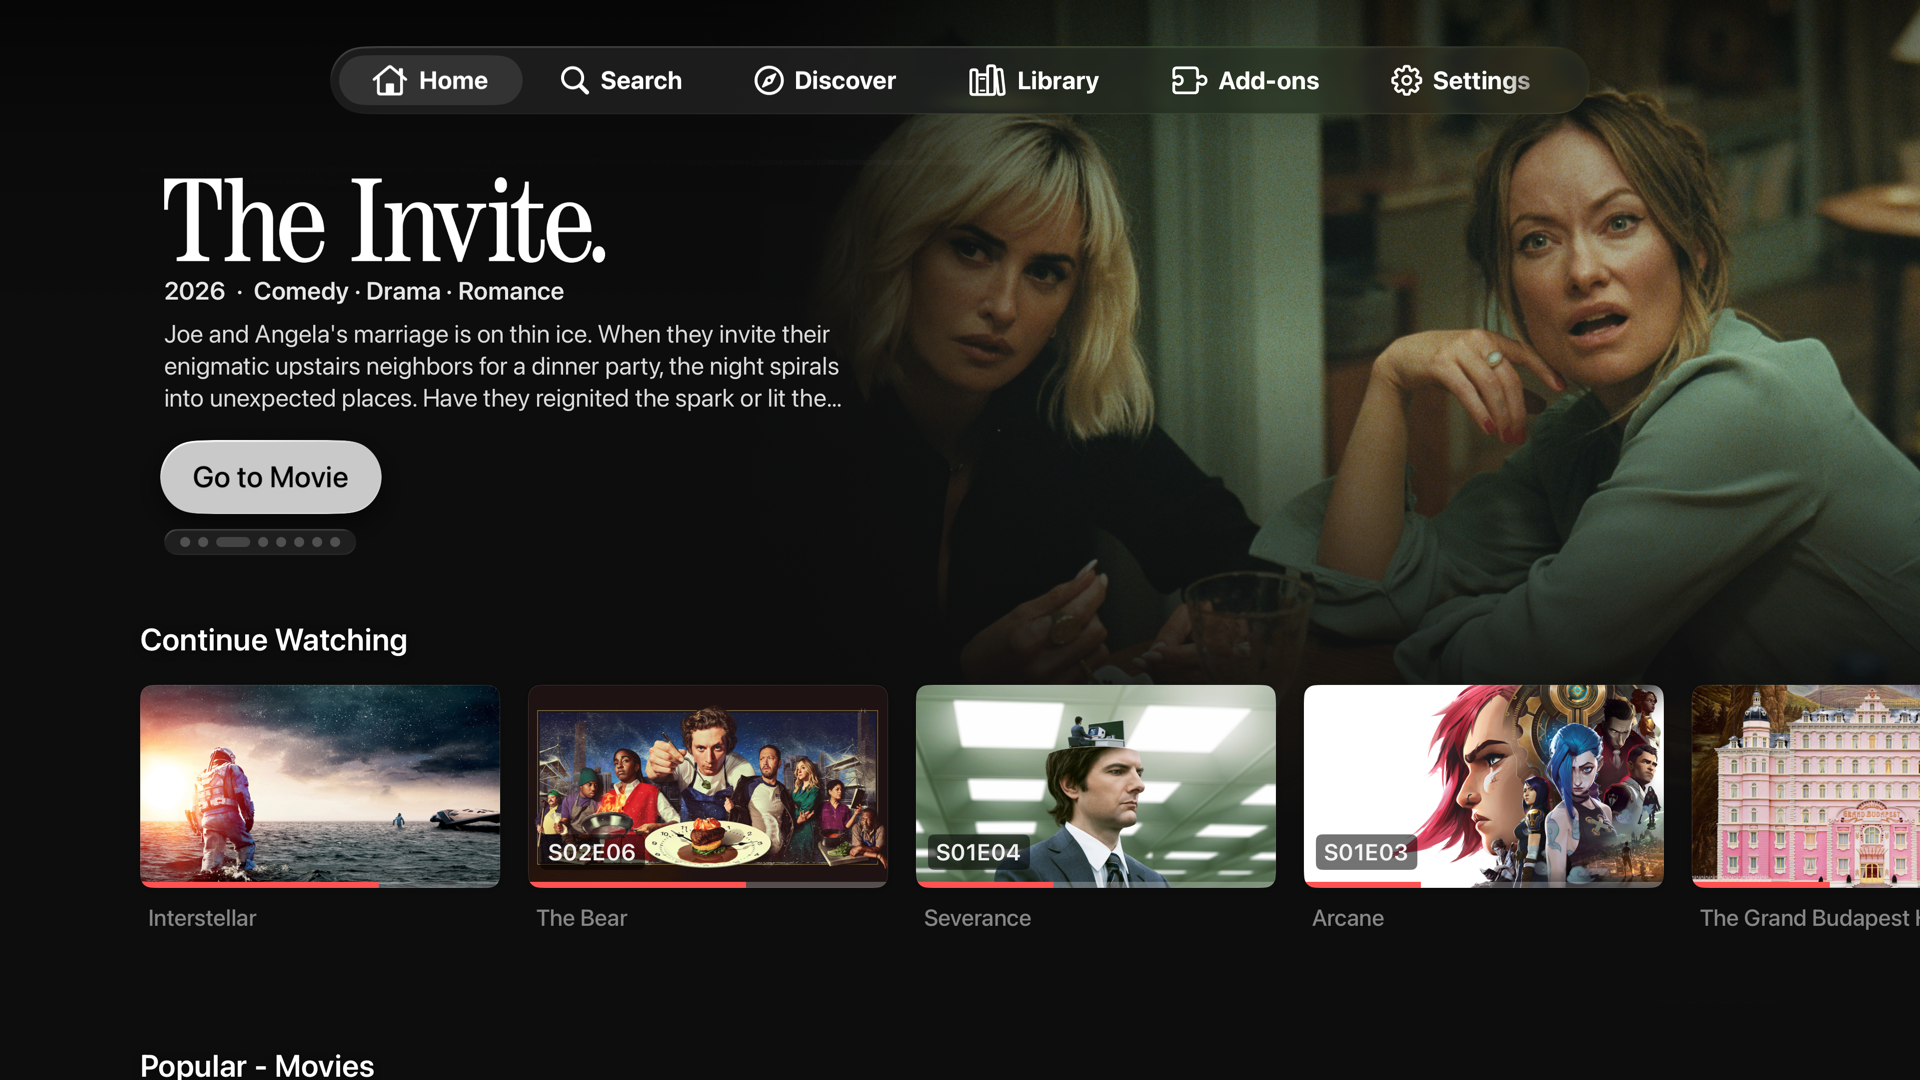 Home
Search
Discover
Library
Add-ons
Settings
The Invite.
2026 · Comedy · Drama · Romance
Joe and Angela's marriage is on thin ice. When they invite their
enigmatic upstairs neighbors for a dinner party, the night spirals
into unexpected places. Have they reignited the spark or lit the...
Go to Movie
Continue Watching
S02E06
S01E04
S01E03
GRAND BUDAPEST
Interstellar
The Bear
Severance
Arcane
The Grand Budapest
Popular - Movies